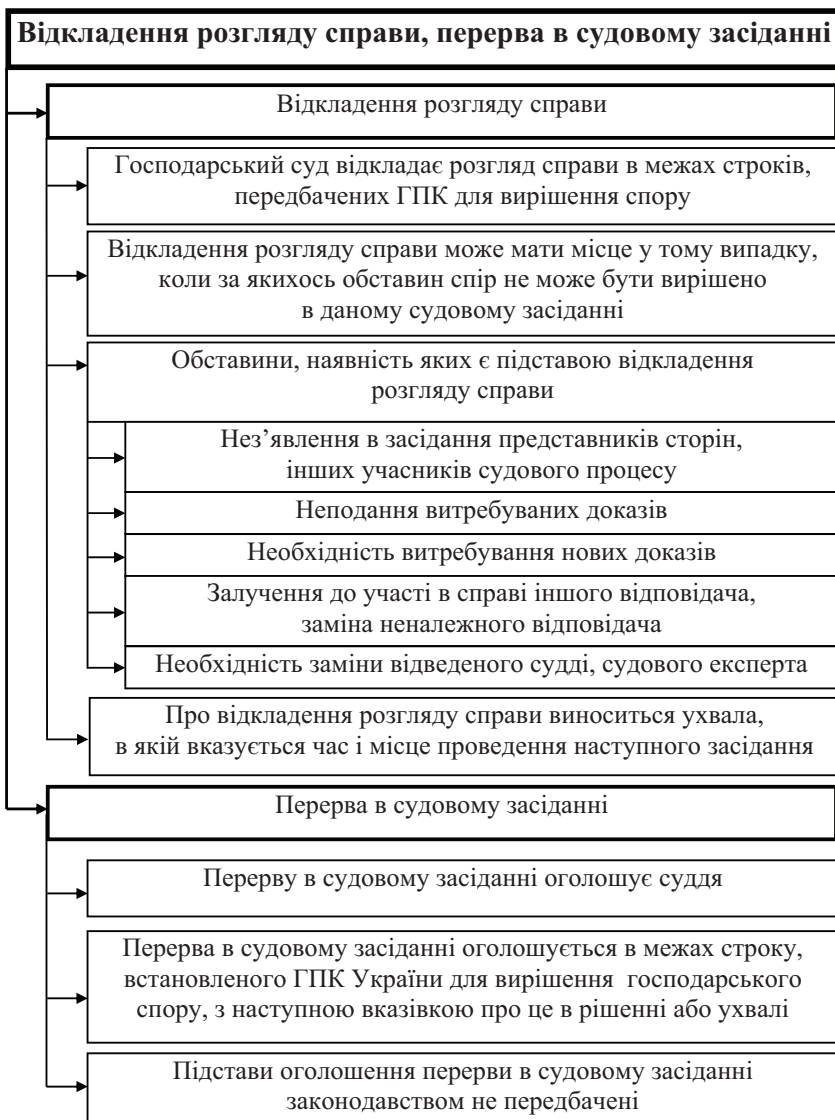 Відкладення розгляду справи, перерва в судовому засіданні
Відкладення розгляду справи
Господарський суд відкладає розгляд справи в межах строків,
передбачених ГПК для вирішення спору
Відкладення розгляду справи може мати місце у тому випадку,
коли за якихось обставин спір не може бути вирішено
в даному судовому засіданні
Обставини, наявність яких є підставою відкладення
розгляду справи
Нез’явлення в засідання представників сторін,
інших учасників судового процесу
Неподання витребуваних доказів
Необхідність витребування нових доказів
Залучення до участі в справі іншого відповідача,
заміна неналежного відповідача
Необхідність заміни відведеного судді, судового експерта
Про відкладення розгляду справи виноситься ухвала,
в якій вказується час і місце проведення наступного засідання
Перерва в судовому засіданні
Перерву в судовому засіданні оголошує суддя
Перерва в судовому засіданні оголошується в межах строку,
встановленого ГПК України для вирішення господарського
спору, з наступною вказівкою про це в рішенні або ухвалі
Підстави оголошення перерви в судовому засіданні
законодавством не передбачені